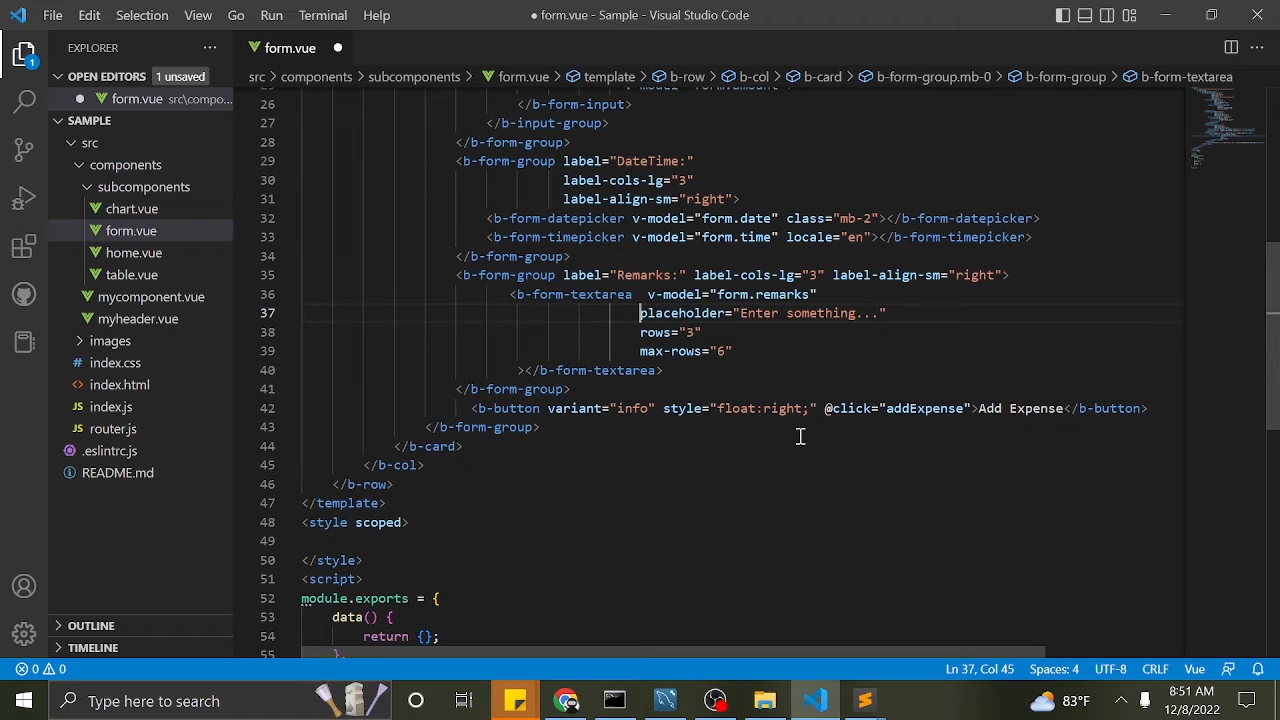 File Edit Selection View Go Run Terminal Help
● form.vue - Sample - Visual Studio Code
EXPLORER
OPEN EDITORS 1 unsaved
form.vue src\compo...
SAMPLE
src
components
subcomponents
chart.vue
form.vue
home.vue
table.vue
mycomponent.vue
myheader.vue
images
index.css
index.html
index.js
router.js
.eslintrc.js
README.md
OUTLINE
TIMELINE
1
form.vue
src > components > subcomponents > form.vue > template > b-row > b-col > b-card > b-form-group.mb-0 > b-form-group > b-form-textarea
26 </b-form-input>
27 </b-input-group>
28 </b-form-group>
29 <b-form-group label="DateTime:"
30 label-cols-lg="3"
31 label-align-sm="right">
32 <b-form-datepicker v-model="form.date" class="mb-2"></b-form-datepicker>
33 <b-form-timepicker v-model="form.time" locale="en"></b-form-timepicker>
34 </b-form-group>
35 <b-form-group label="Remarks:" label-cols-lg="3" label-align-sm="right">
36 <b-form-textarea  v-model="form.remarks"
37 placeholder="Enter something..."
38 rows="3"
39 max-rows="6"
40 ></b-form-textarea>
41 </b-form-group>
42 <b-button variant="info" style="float:right;" @click="addExpense">Add Expense</b-button>
43 </b-form-group>
44 </b-card>
45 </b-col>
46 </b-row>
47 </template>
48 <style scoped>
49
50 </style>
51 <script>
52 module.exports = {
53 data() {
54 return {};
55 },
0 0 Ln 37, Col 45 Spaces: 4 UTF-8 CRLF Vue
Type here to search
83°F
8:51 AM
12/8/2022